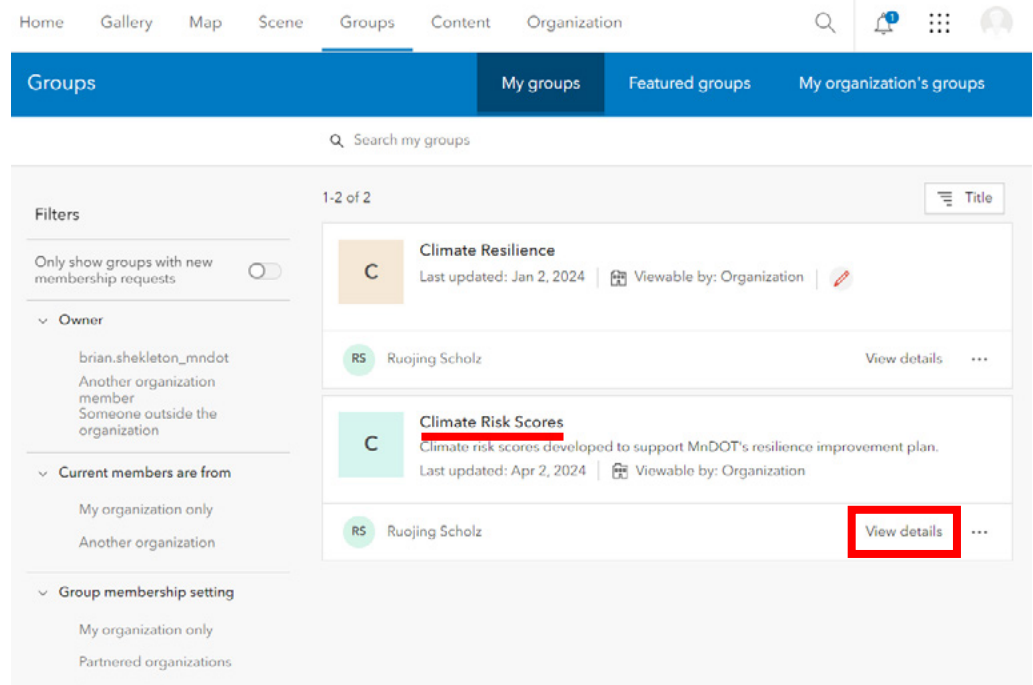 Home Gallery Map Scene Groups Content Organization 1
Groups My groups Featured groups My organization's groups
Search my groups
1-2 of 2 Title
Filters
Only show groups with new
membership requests
Owner
brian.shekleton_mndot
Another organization
member
Someone outside the
organization
Current members are from
My organization only
Another organization
Group membership setting
My organization only
Partnered organizations
C
Climate Resilience
Last updated: Jan 2, 2024 Viewable by: Organization
RS Ruojing Scholz View details ...
C
Climate Risk Scores
Climate risk scores developed to support MnDOT's resilience improvement plan.
Last updated: Apr 2, 2024 Viewable by: Organization
RS Ruojing Scholz View details ...